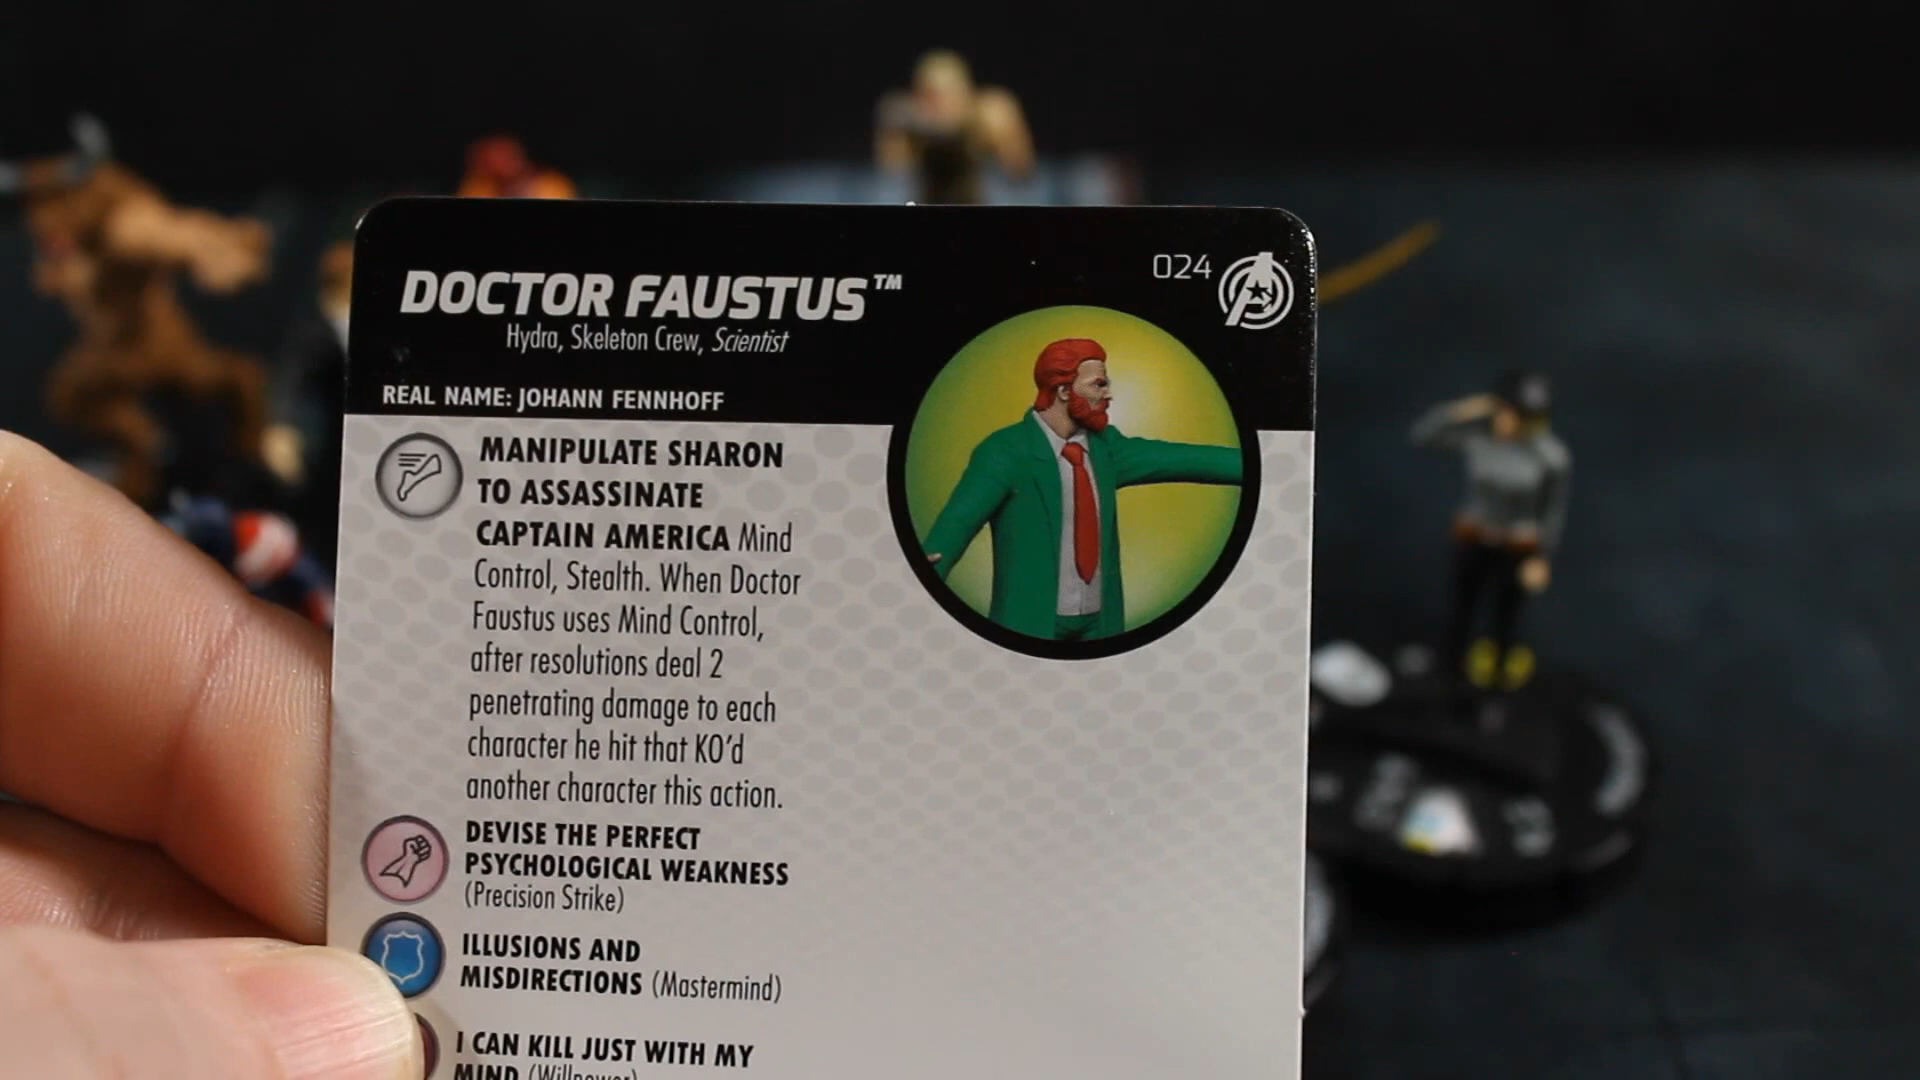 DOCTOR FAUSTUS™
024
Hydra, Skeleton Crew, Scientist
REAL NAME: JOHANN FENNHOFF
MANIPULATE SHARON
TO ASSASSINATE
CAPTAIN AMERICA Mind
Control, Stealth. When Doctor
Faustus uses Mind Control,
after resolutions deal 2
penetrating damage to each
character he hit that KO'd
another character this action.
DEVISE THE PERFECT
PSYCHOLOGICAL WEAKNESS
(Precision Strike)
ILLUSIONS AND
MISDIRECTIONS (Mastermind)
I CAN KILL JUST WITH MY
MIND (Willpower)